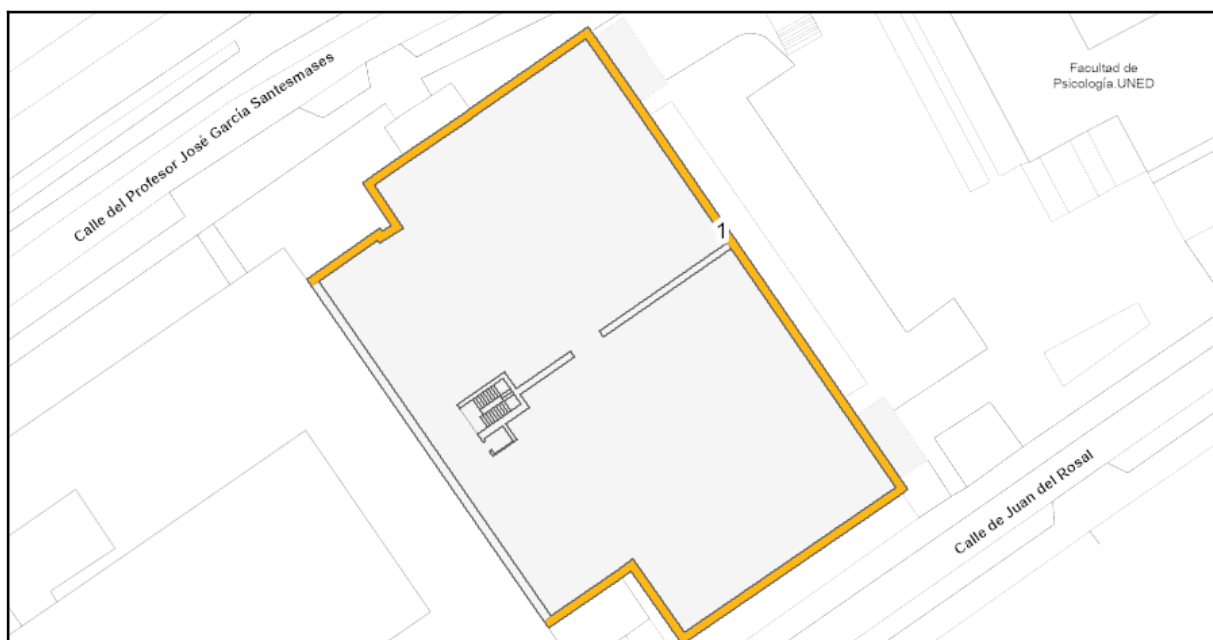 Calle del Profesor José García Santesmases
Facultad de
Psicología.UNED
1
Calle de Juan del Rosal